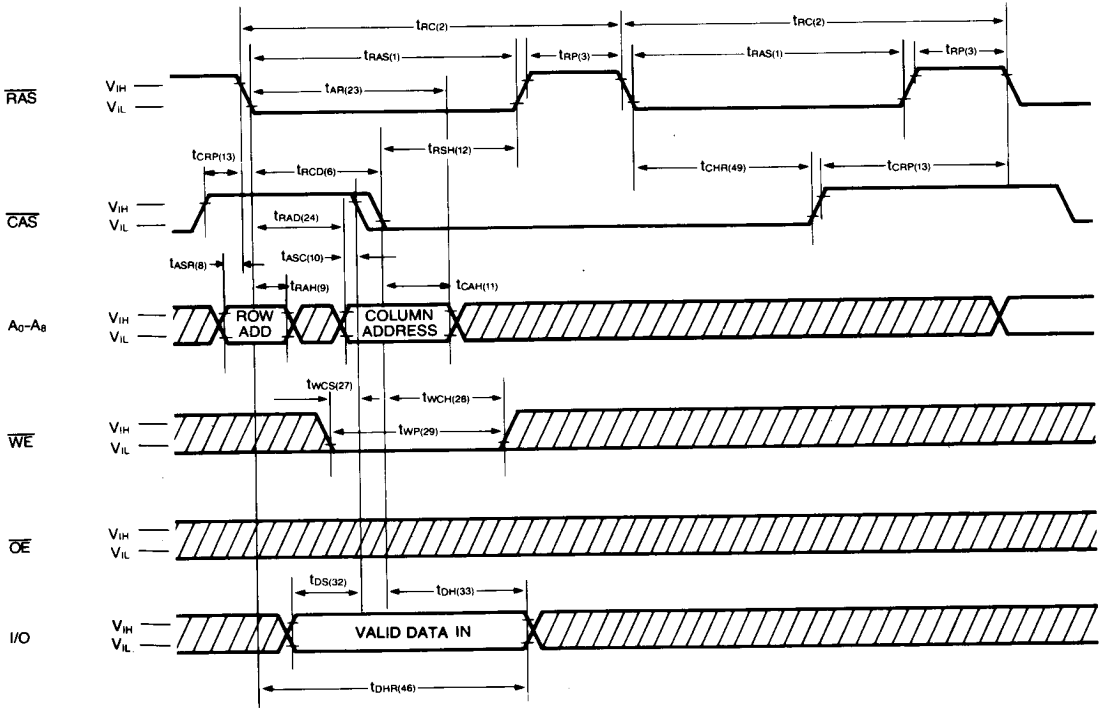 tRC(2) tRC(2)
tRAS(1) tRP(3) tRAS(1) tRP(3)
RAS VIH
VIL
tAR(23)
tCRP(13) tRCD(6) tRSH(12) tCHR(49) tCRP(13)
CAS VIH
VIL
tRAD(24)
tASR(8) tASC(10)
tRAH(9) tCAH(11)
A0-A8 VIH
VIL
ROW ADD
COLUMN ADDRESS
tWCS(27) tWCH(28)
WE VIH
VIL
tWP(29)
OE VIH
VIL
tDS(32) tDH(33)
I/O VIH
VIL
VALID DATA IN
tDHR(46)